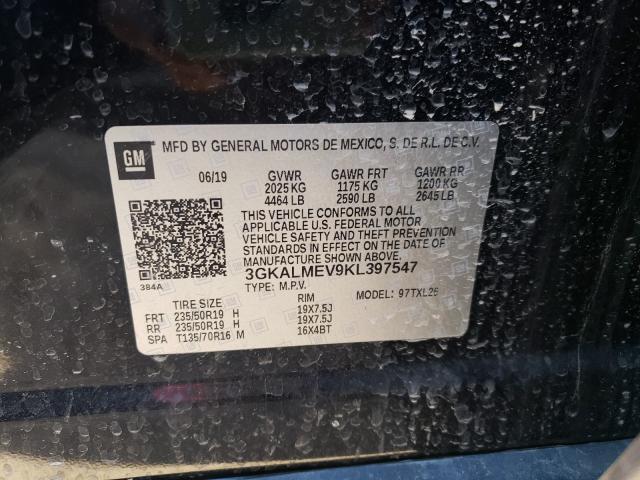 GM
MFD BY GENERAL MOTORS DE MEXICO, S. DE R.L. DE C.V.
06/19 GVWR GAWR FRT GAWR RR
2025 KG 1175 KG 1200 KG
4464 LB 2590 LB 2645 LB
THIS VEHICLE CONFORMS TO ALL
APPLICABLE U.S. FEDERAL MOTOR
VEHICLE SAFETY AND THEFT PREVENTION
STANDARDS IN EFFECT ON THE DATE OF
MANUFACTURE SHOWN ABOVE.
384A 3GKALMEV9KL397547
TYPE: M.P.V. MODEL: 97TXL26
TIRE SIZE RIM
FRT 235/50R19 H 19X7.5J
RR 235/50R19 H 19X7.5J
SPA T135/70R16 M 16X4BT